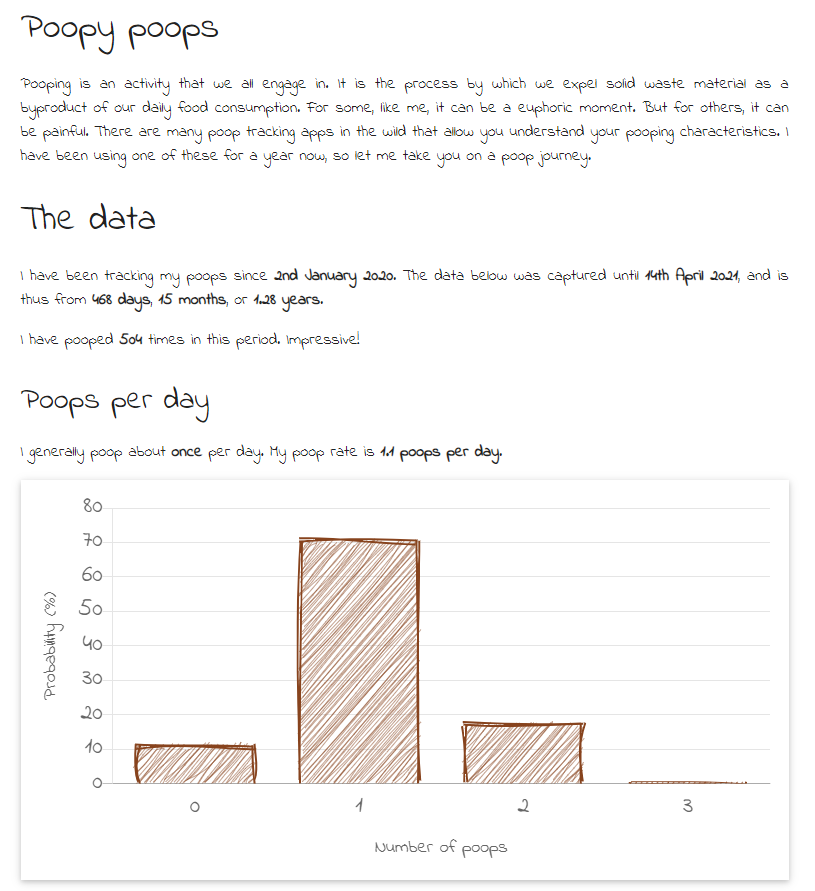 Poopy poops
Pooping is an activity that we all engage in. It is the process by which we expel solid waste material as a
byproduct of our daily food consumption. For some, like me, it can be a euphoric moment. But for others, it can
be painful. There are many poop tracking apps in the wild that allow you understand your pooping characteristics. I
have been using one of these for a year now, so let me take you on a poop journey.
The data
I have been tracking my poops since 2nd January 2020. The data below was captured until 14th April 2021, and is
thus from 468 days, 15 months, or 1.28 years.
I have pooped 504 times in this period. Impressive!
Poops per day
I generally poop about once per day. My poop rate is 1.1 poops per day.
80
70
60
50
40
30
20
10
0
Probability (%)
0 1 2 3
Number of poops